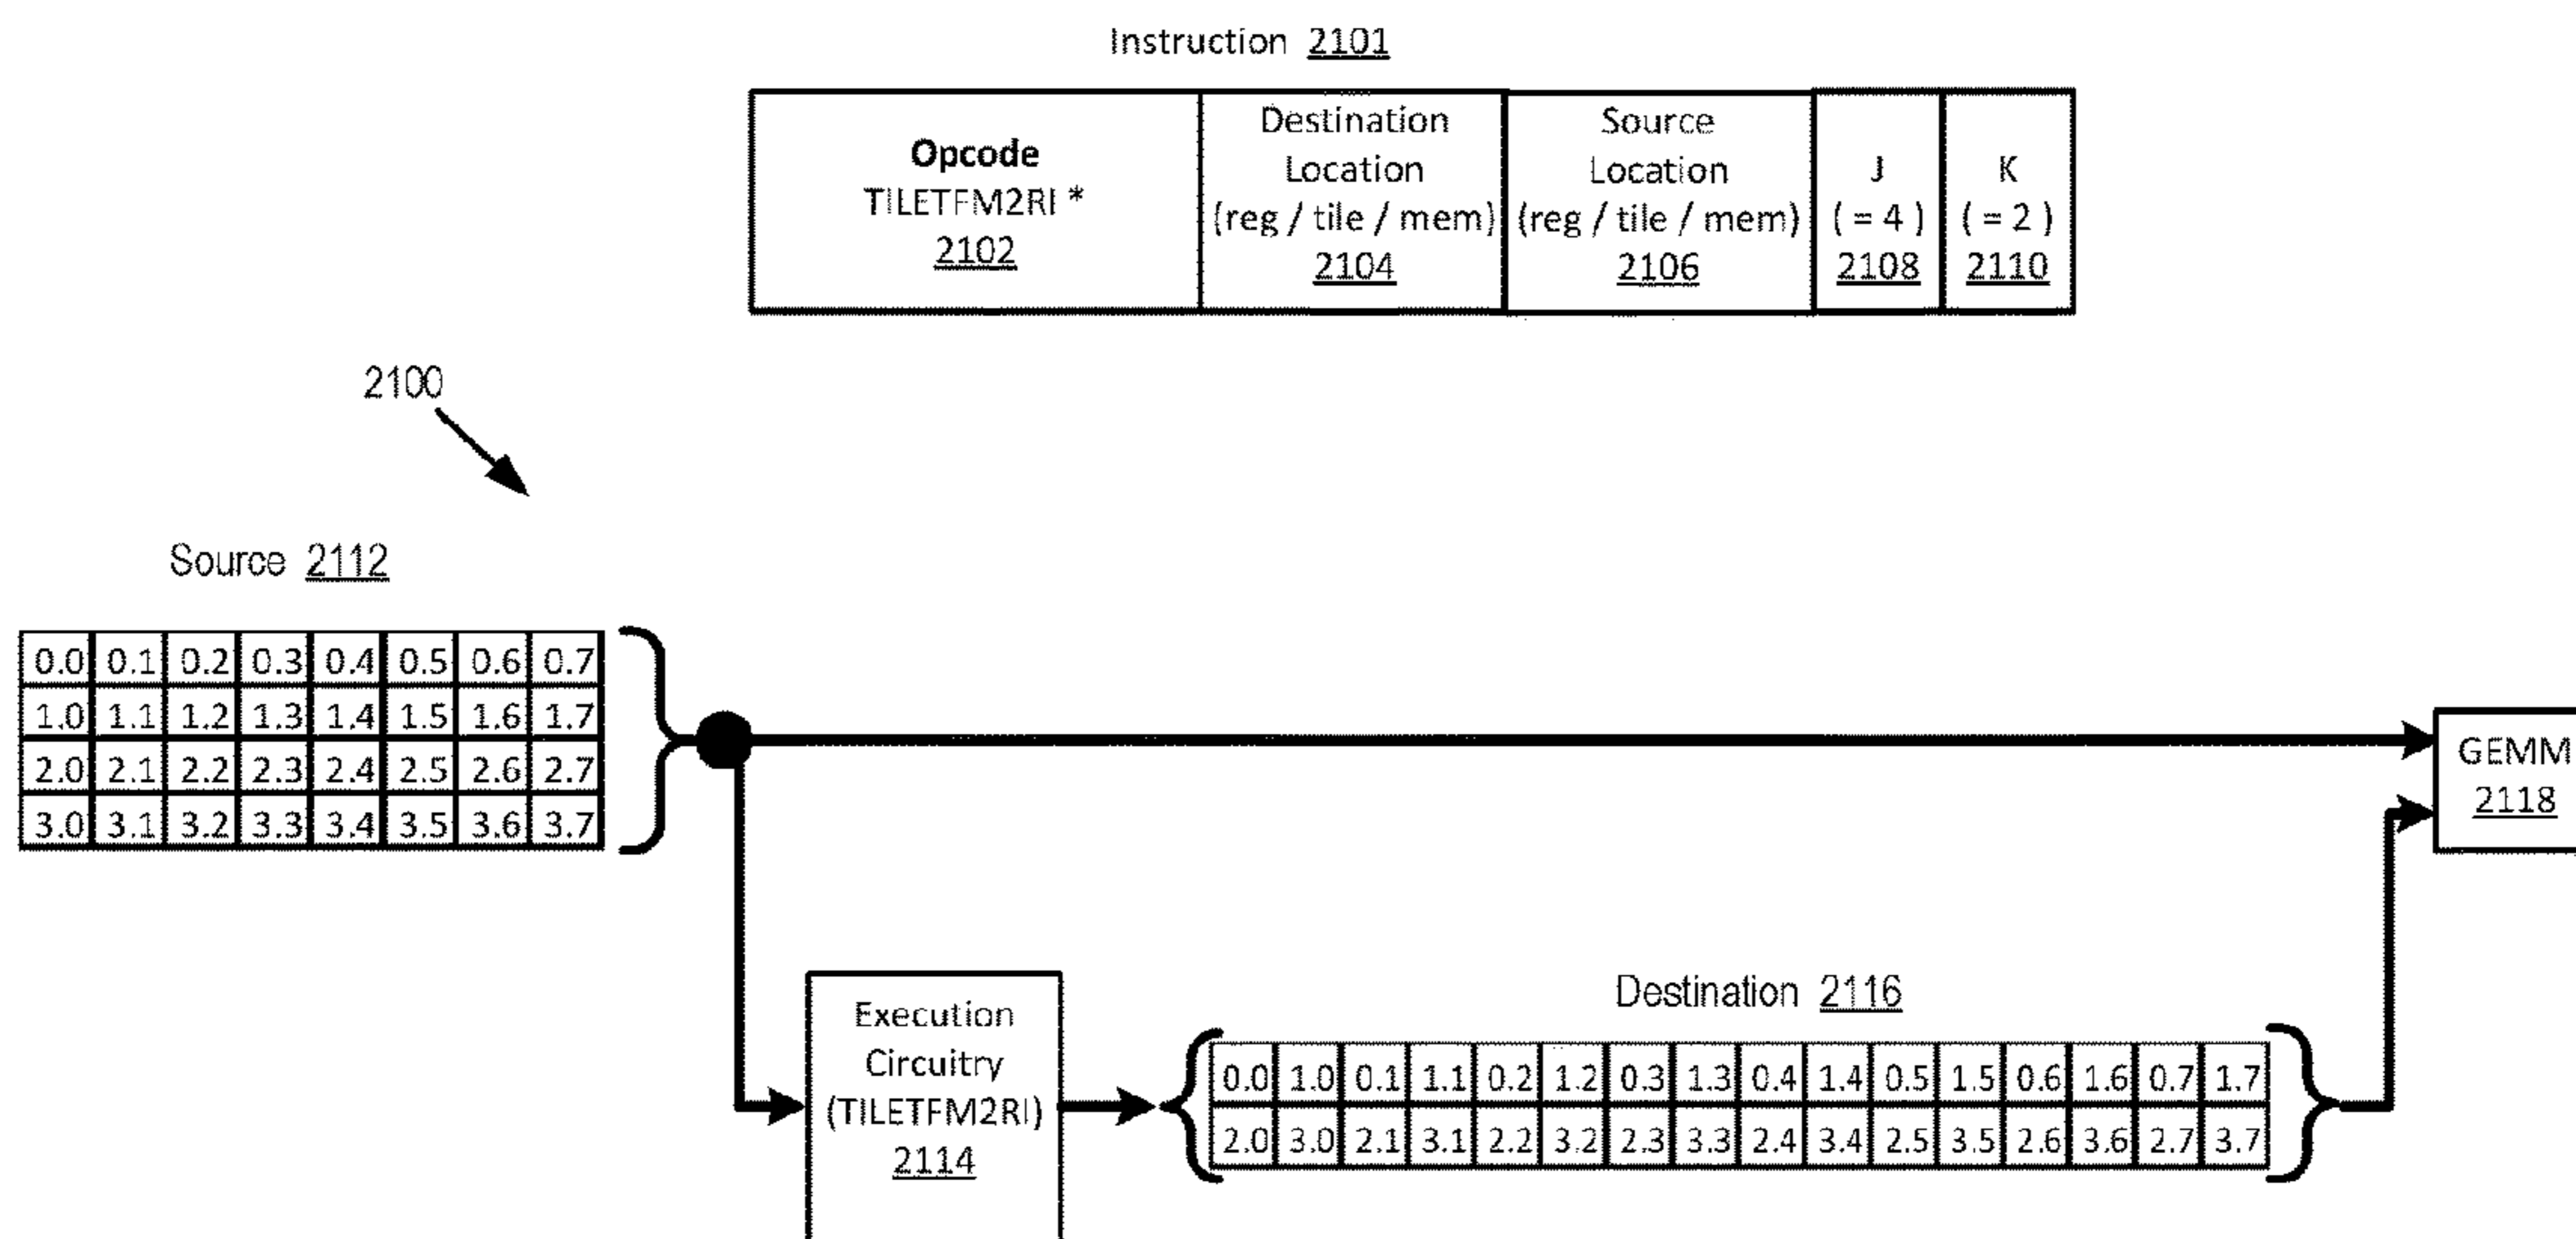 Instruction 2101
Opcode
TILETFM2RI *
2102
Destination
Location
(reg / tile / mem)
2104
Source
Location
(reg / tile / mem)
2106
J
( = 4 )
2108
K
( = 2 )
2110
2100
Source 2112
0.0 0.1 0.2 0.3 0.4 0.5 0.6 0.7
1.0 1.1 1.2 1.3 1.4 1.5 1.6 1.7
2.0 2.1 2.2 2.3 2.4 2.5 2.6 2.7
3.0 3.1 3.2 3.3 3.4 3.5 3.6 3.7
GEMM
2118
Execution
Circuitry
(TILETFM2RI)
2114
Destination 2116
0.0 1.0 0.1 1.1 0.2 1.2 0.3 1.3 0.4 1.4 0.5 1.5 0.6 1.6 0.7 1.7
2.0 3.0 2.1 3.1 2.2 3.2 2.3 3.3 2.4 3.4 2.5 3.5 2.6 3.6 2.7 3.7